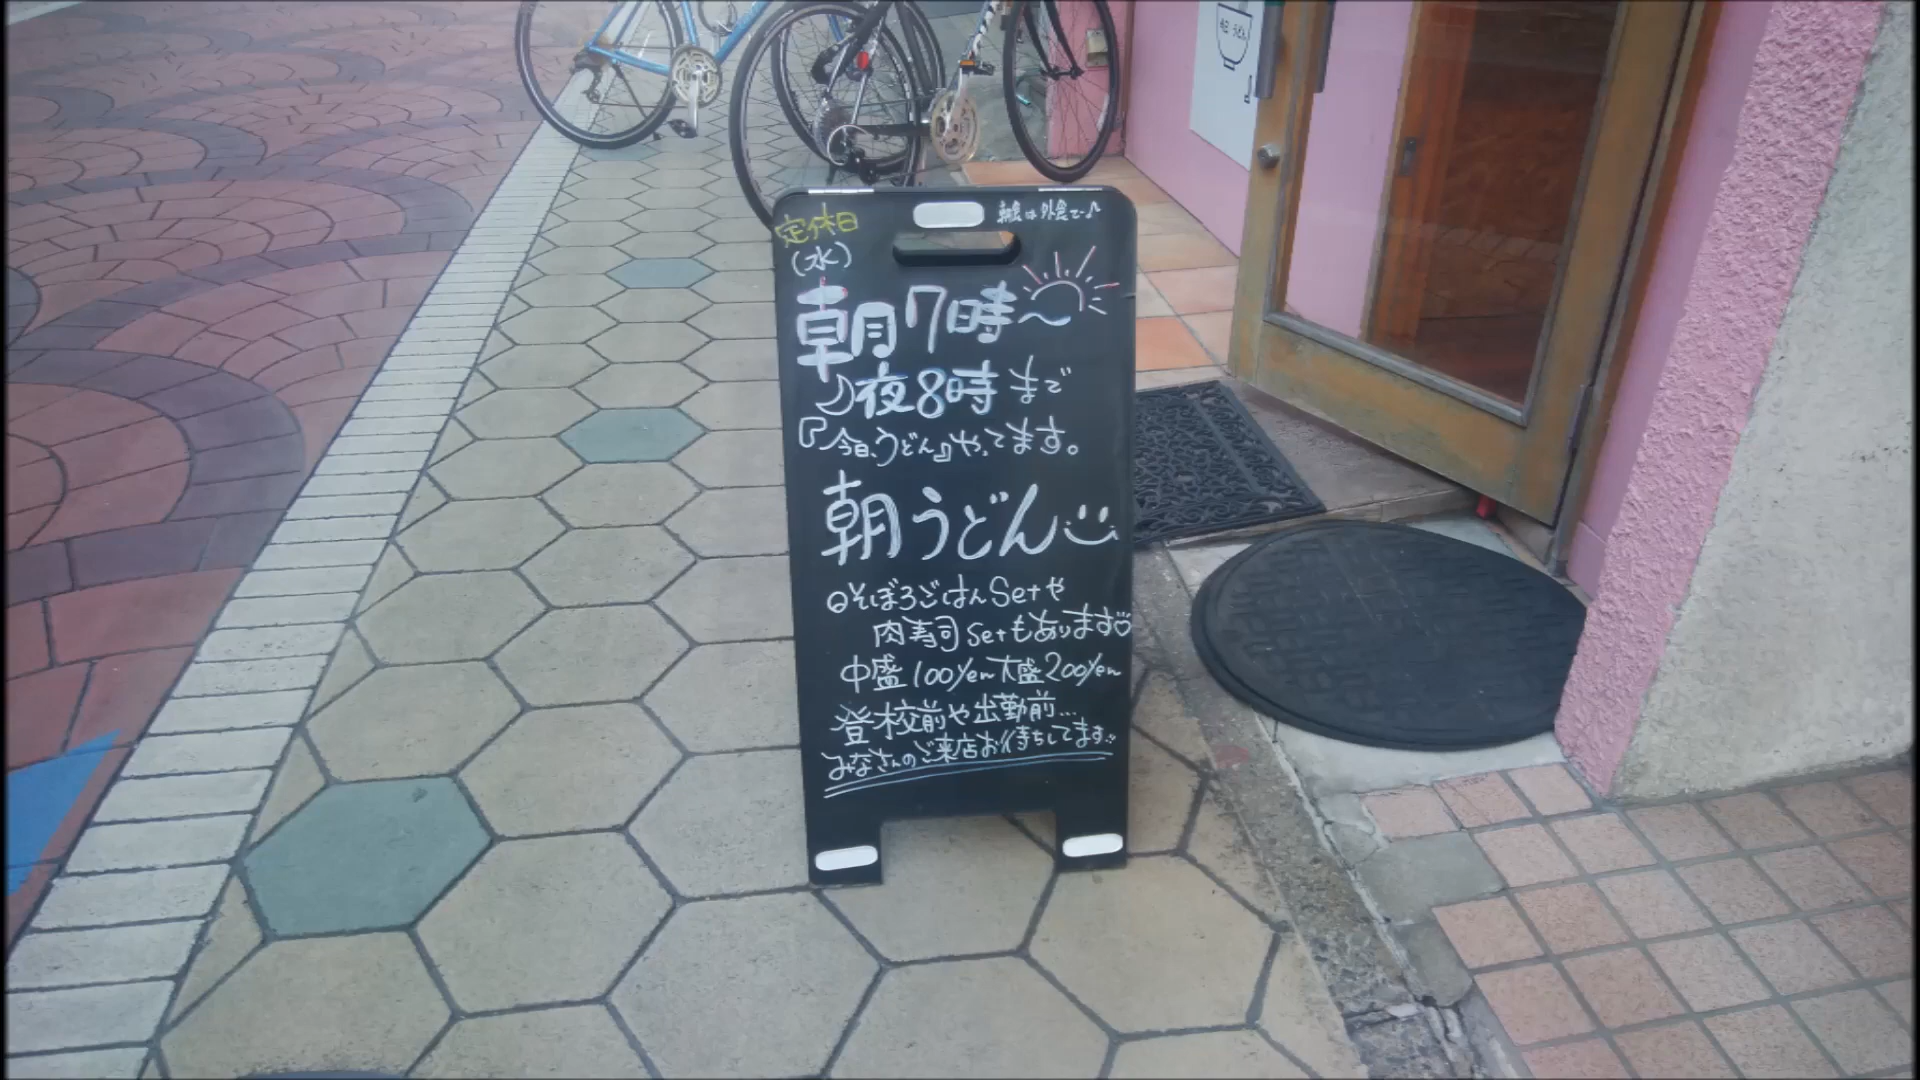 朝食は外食で♪
定休日
(水)
朝7時～
夜8時まで
『今日、うどん』やってます。
朝うどん
そぼろごはんSetや
肉寿司Setもあります
中盛100yen大盛200yen
登校前や出勤前…
みなさんのご来店お待ちしてます